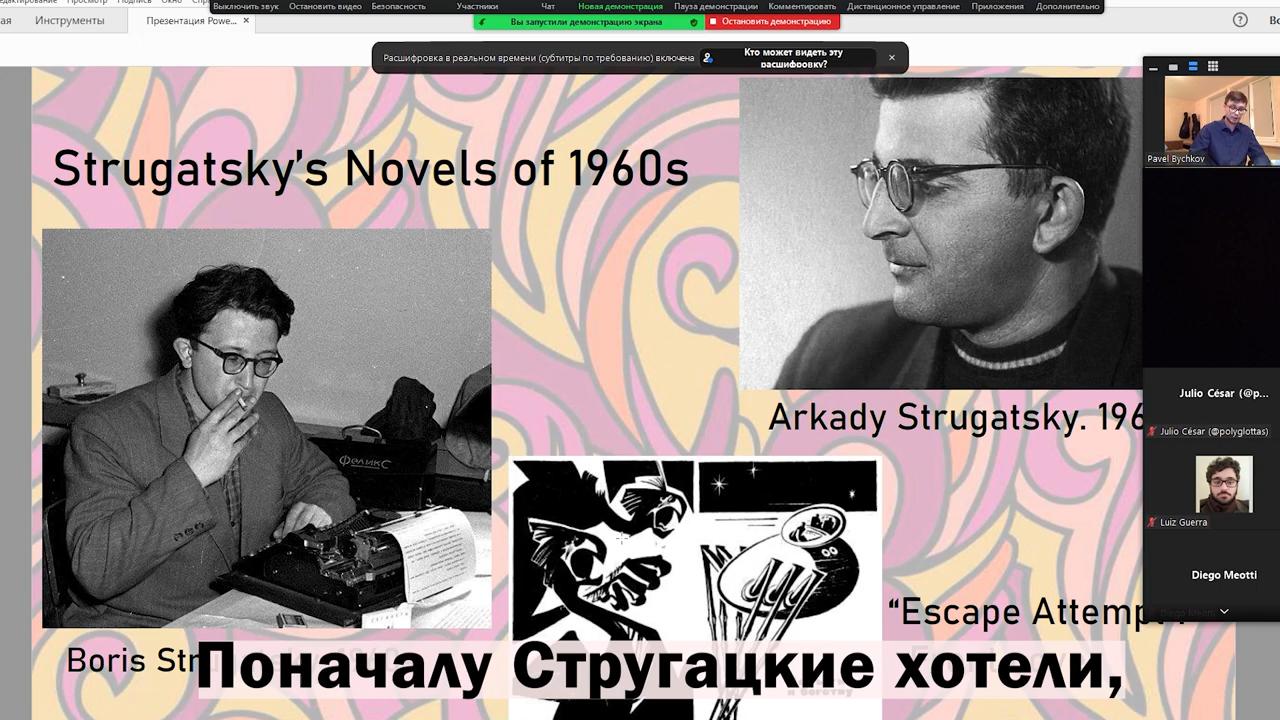 Выключить звук Остановить видео Безопасность Участники Чат Новая демонстрация Пауза демонстрации Комментировать Дистанционное управление Приложения Дополнительно
Инструменты
Презентация Powe... ×
Вы запустили демонстрацию экрана
Остановить демонстрацию
Расшифровка в реальном времени (субтитры по требованию) включена
Кто может видеть эту расшифровку?
Strugatsky's Novels of 1960s
Pavel Bychkov
ФЕЛИКС
Arkady Strugatsky. 196
Julio César (@p...
Julio César (@polyglottas)
Luiz Guerra
Diego Meotti
“Escape Attemp
Boris Str
Поначалу Стругацкие хотели,